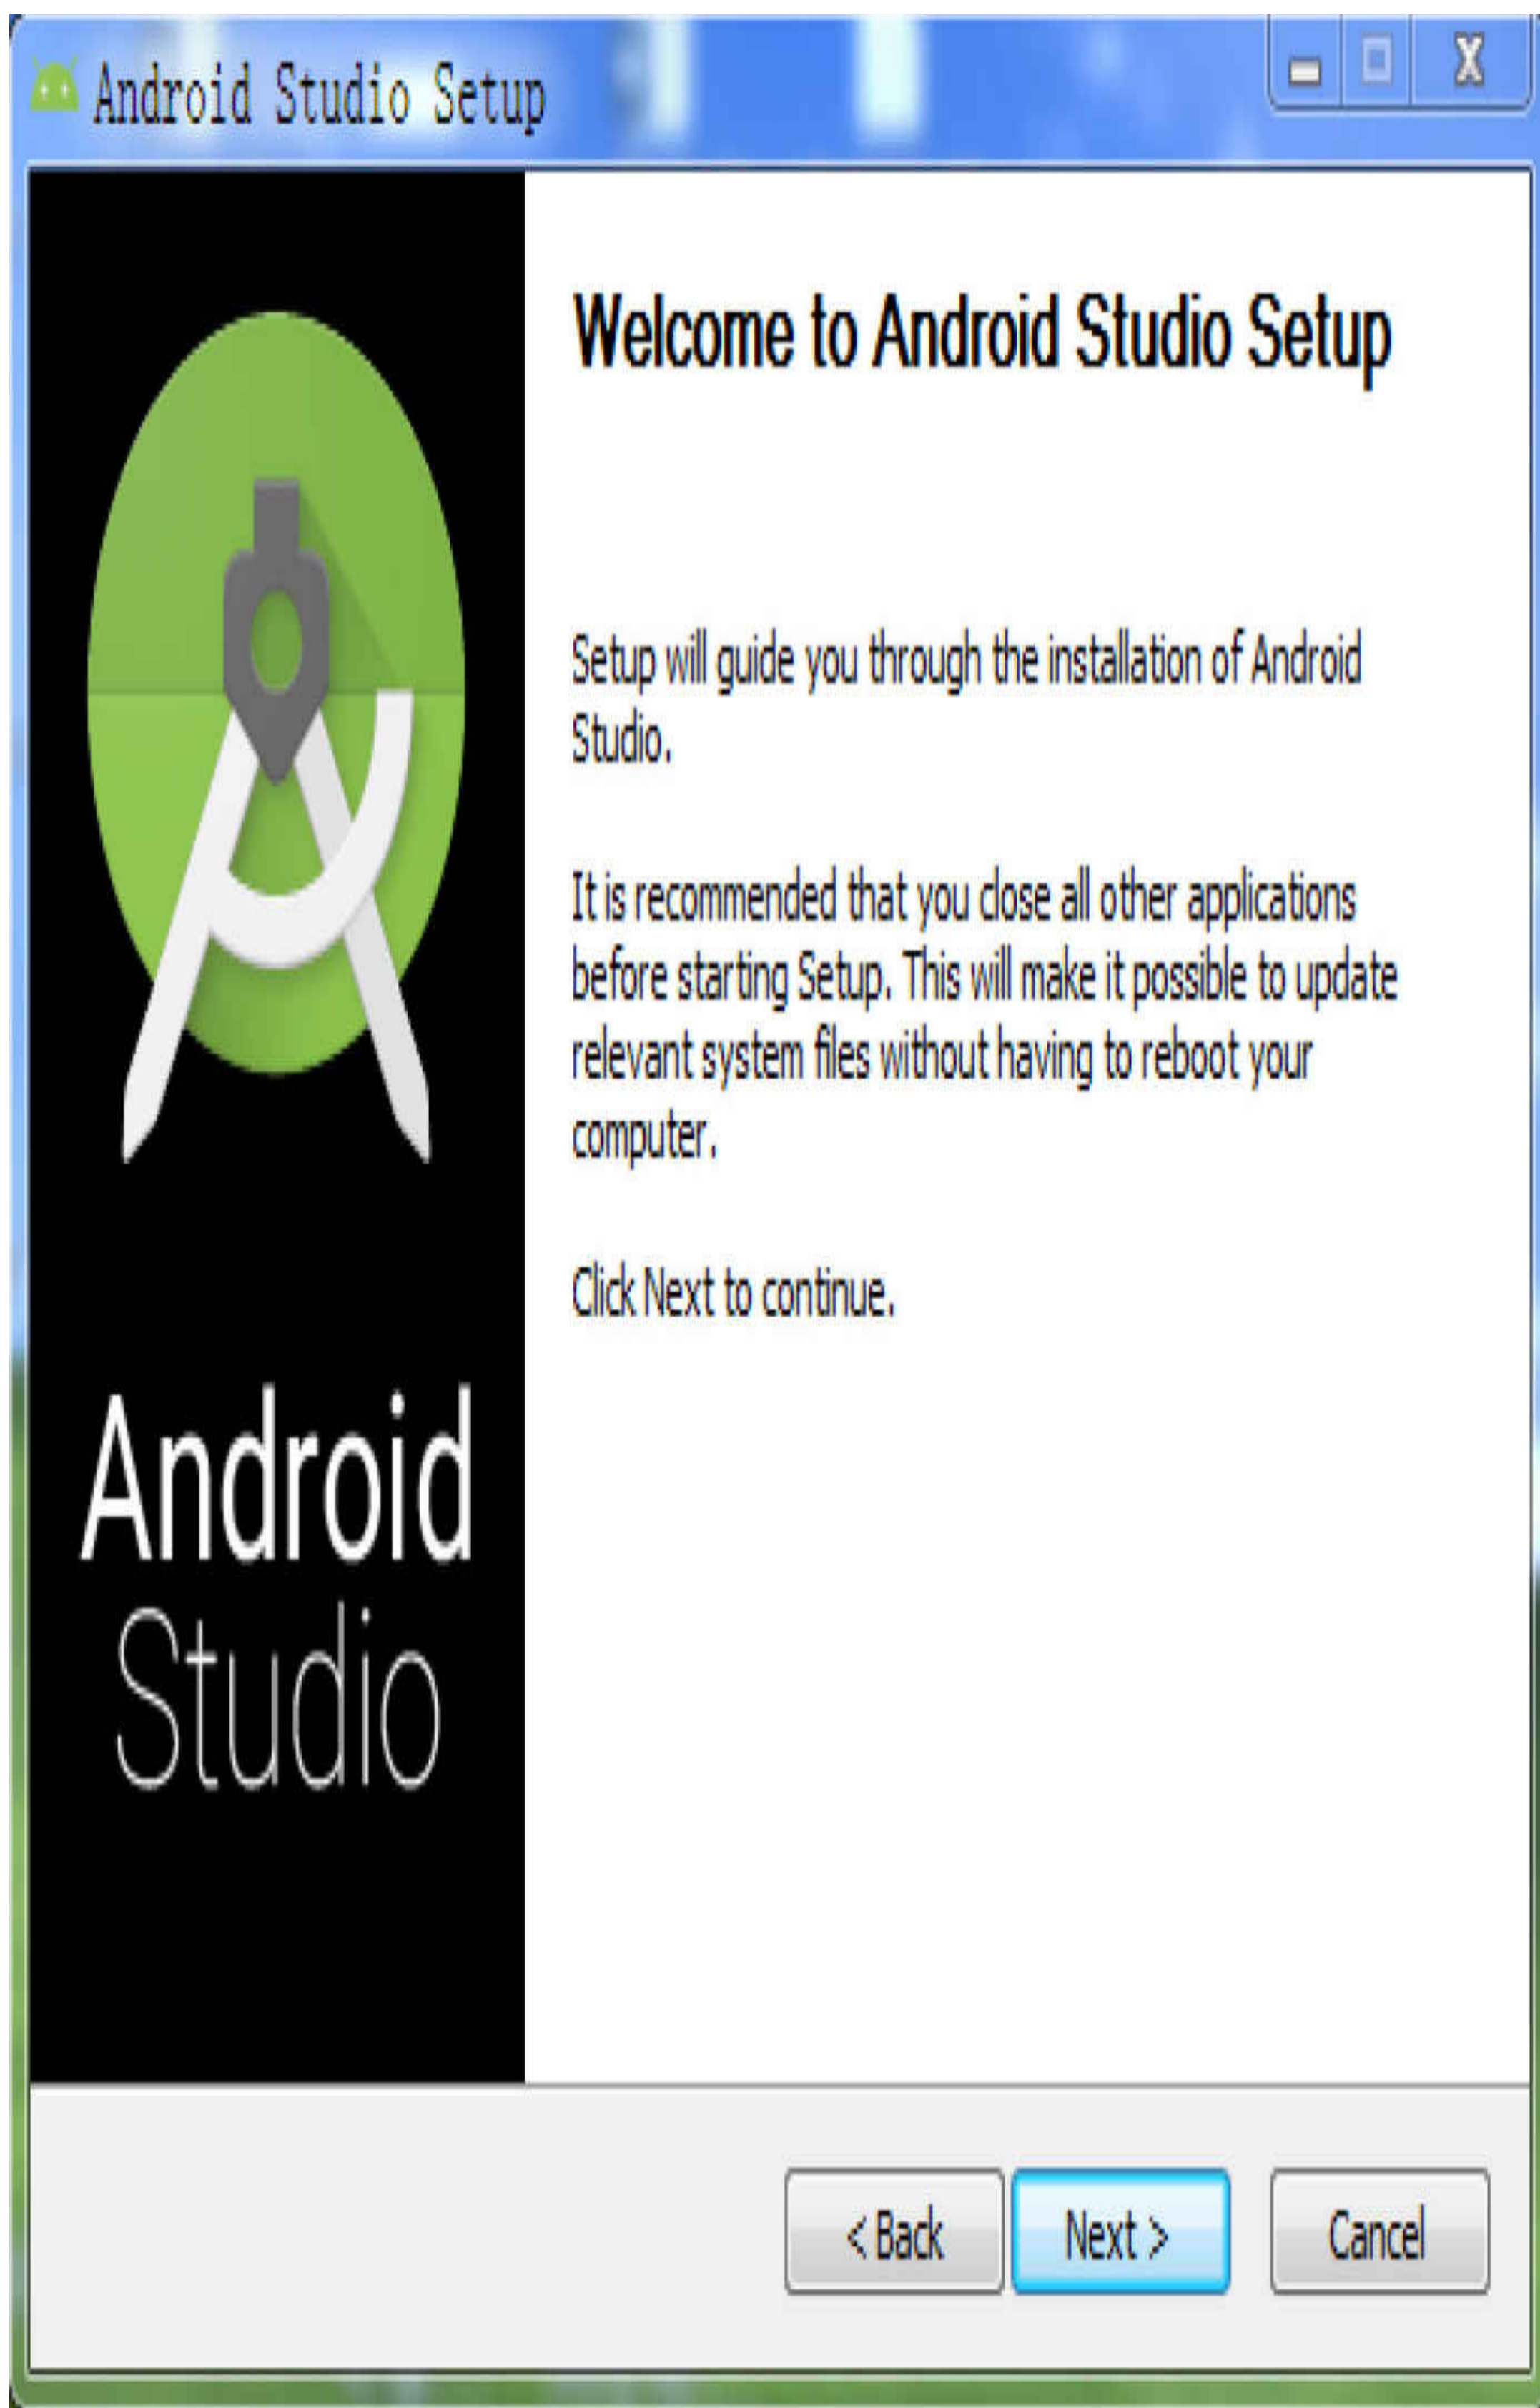 Android Studio Setup
Welcome to Android Studio Setup
Setup will guide you through the installation of Android
Studio.
It is recommended that you close all other applications
before starting Setup. This will make it possible to update
relevant system files without having to reboot your
computer.
Click Next to continue.
Android
Studio
< Back
Next >
Cancel